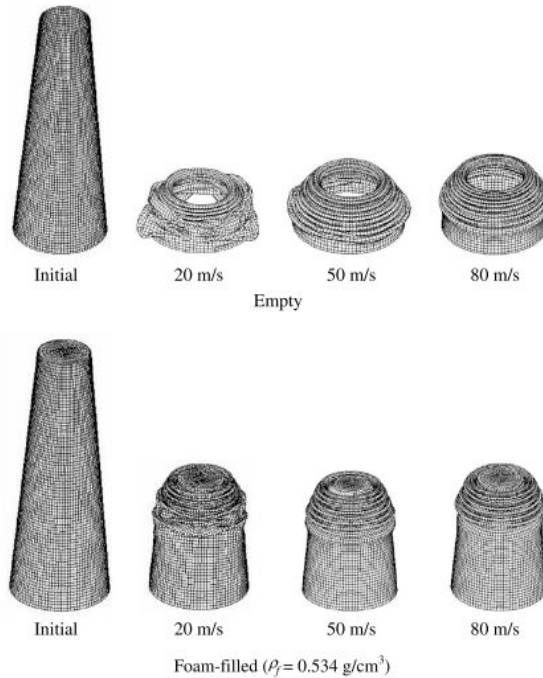 Initial 20 m/s 50 m/s 80 m/s
Empty
Initial 20 m/s 50 m/s 80 m/s
Foam-filled (ρf = 0.534 g/cm³)